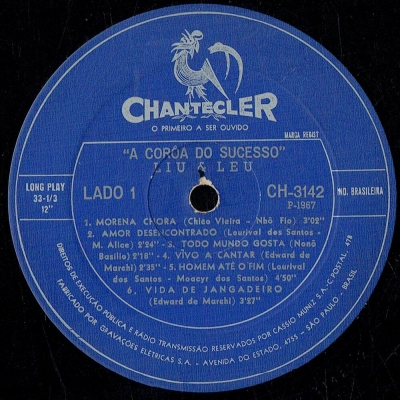 CHANTECLER
O PRIMEIRO A SER OUVIDO
MARCA REGIST
"A CORÔA DO SUCESSO"
LIU & LEU
LONG PLAY
33-1/3
12"
LADO 1
CH-3142
P-1967
IND. BRASILEIRA
1. MORENA CHORA (Chico Vieira - Nhô Fio) 3'02"
2. AMOR DESENCONTRADO (Lourival dos Santos -
M. Alice) 2'24" - 3. TODO MUNDO GOSTA (Nonô
Basílio) 2'18" - 4. VIVO A CANTAR (Edward de
Marchi) 2'35" - 5. HOMEM ATÉ O FIM (Lourival
dos Santos - Moacyr dos Santos) 4'50"
6. VIDA DE JANGADEIRO
(Edward de Marchi) 3'27"
DIREITOS DE EXECUÇÃO PÚBLICA E RÁDIO TRANSMISSÃO RESERVADOS POR CÁSSIO MUNIZ S.A. - C. POSTAL, 478
FABRICADO POR GRAVAÇÕES ELÉTRICAS S.A. - AVENIDA DO ESTADO, 4755 - SÃO PAULO - BRASIL